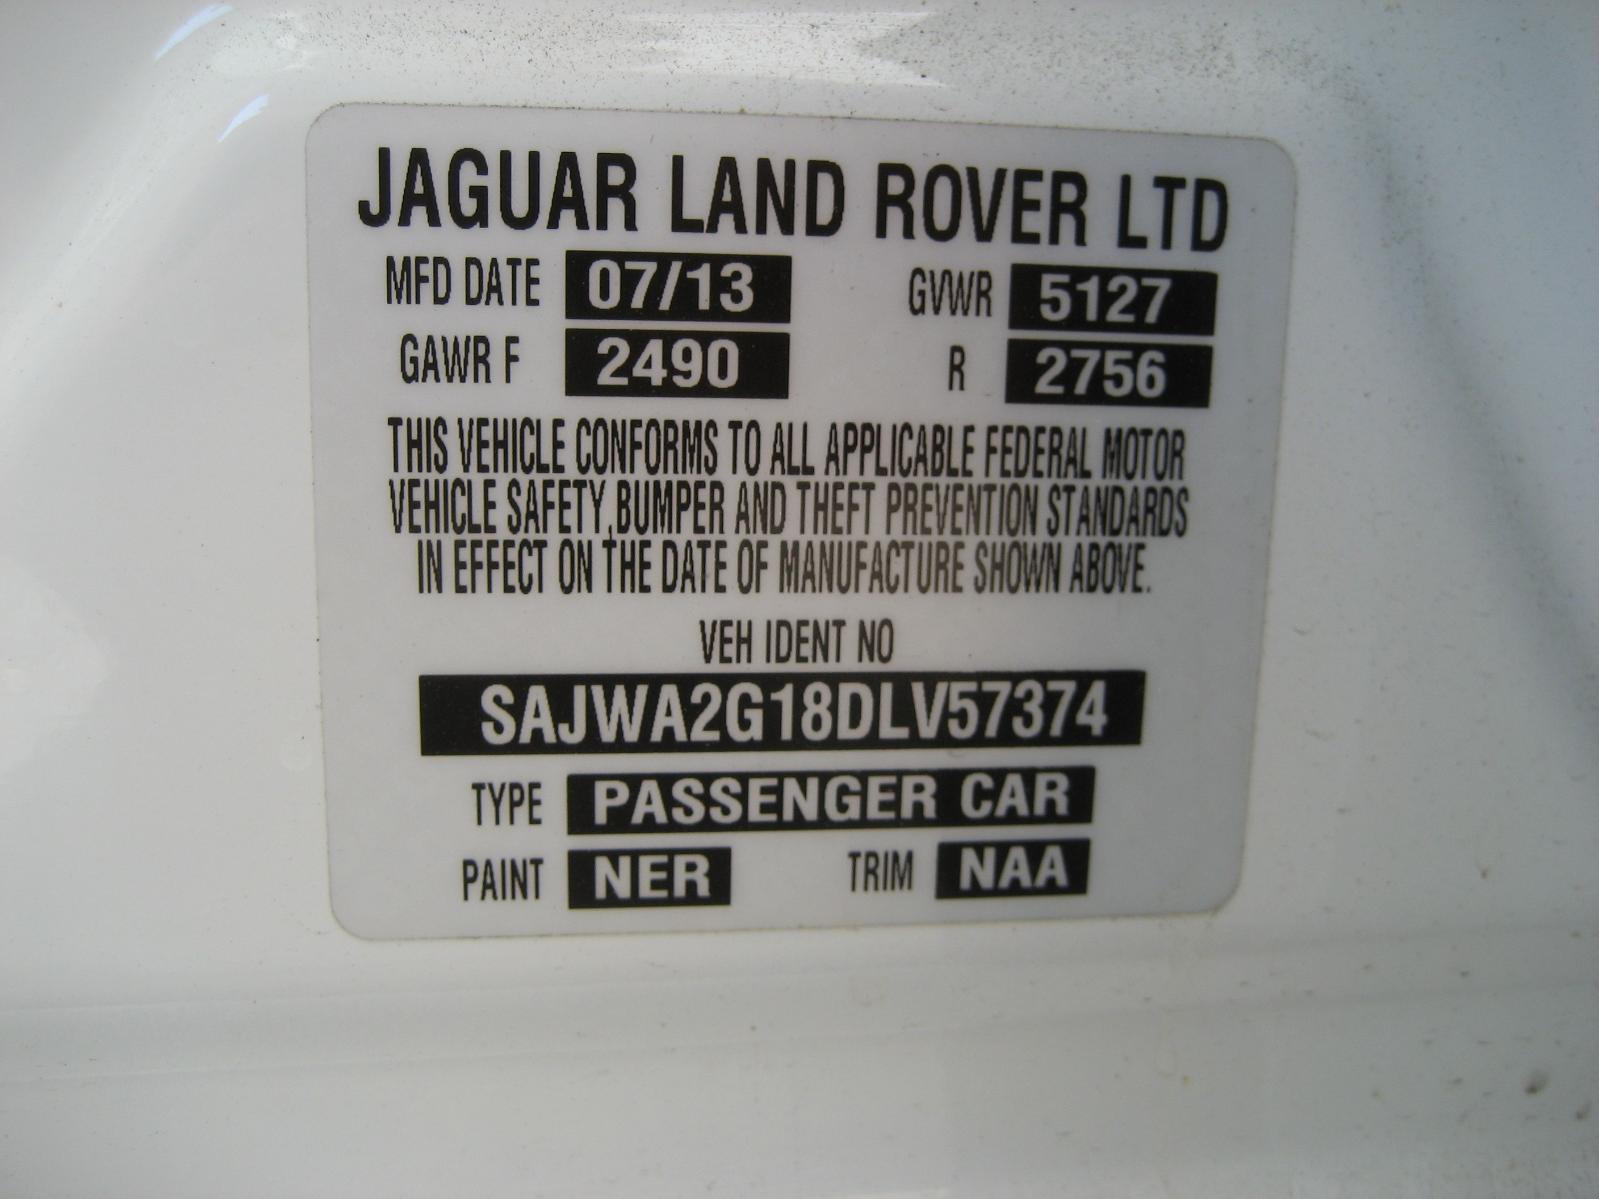 JAGUAR LAND ROVER LTD
MFD DATE 07/13 GVWR 5127
GAWR F 2490 R 2756
THIS VEHICLE CONFORMS TO ALL APPLICABLE FEDERAL MOTOR
VEHICLE SAFETY,BUMPER AND THEFT PREVENTION STANDARDS
IN EFFECT ON THE DATE OF MANUFACTURE SHOWN ABOVE.
VEH IDENT NO
SAJWA2G18DLV57374
TYPE PASSENGER CAR
PAINT NER TRIM NAA